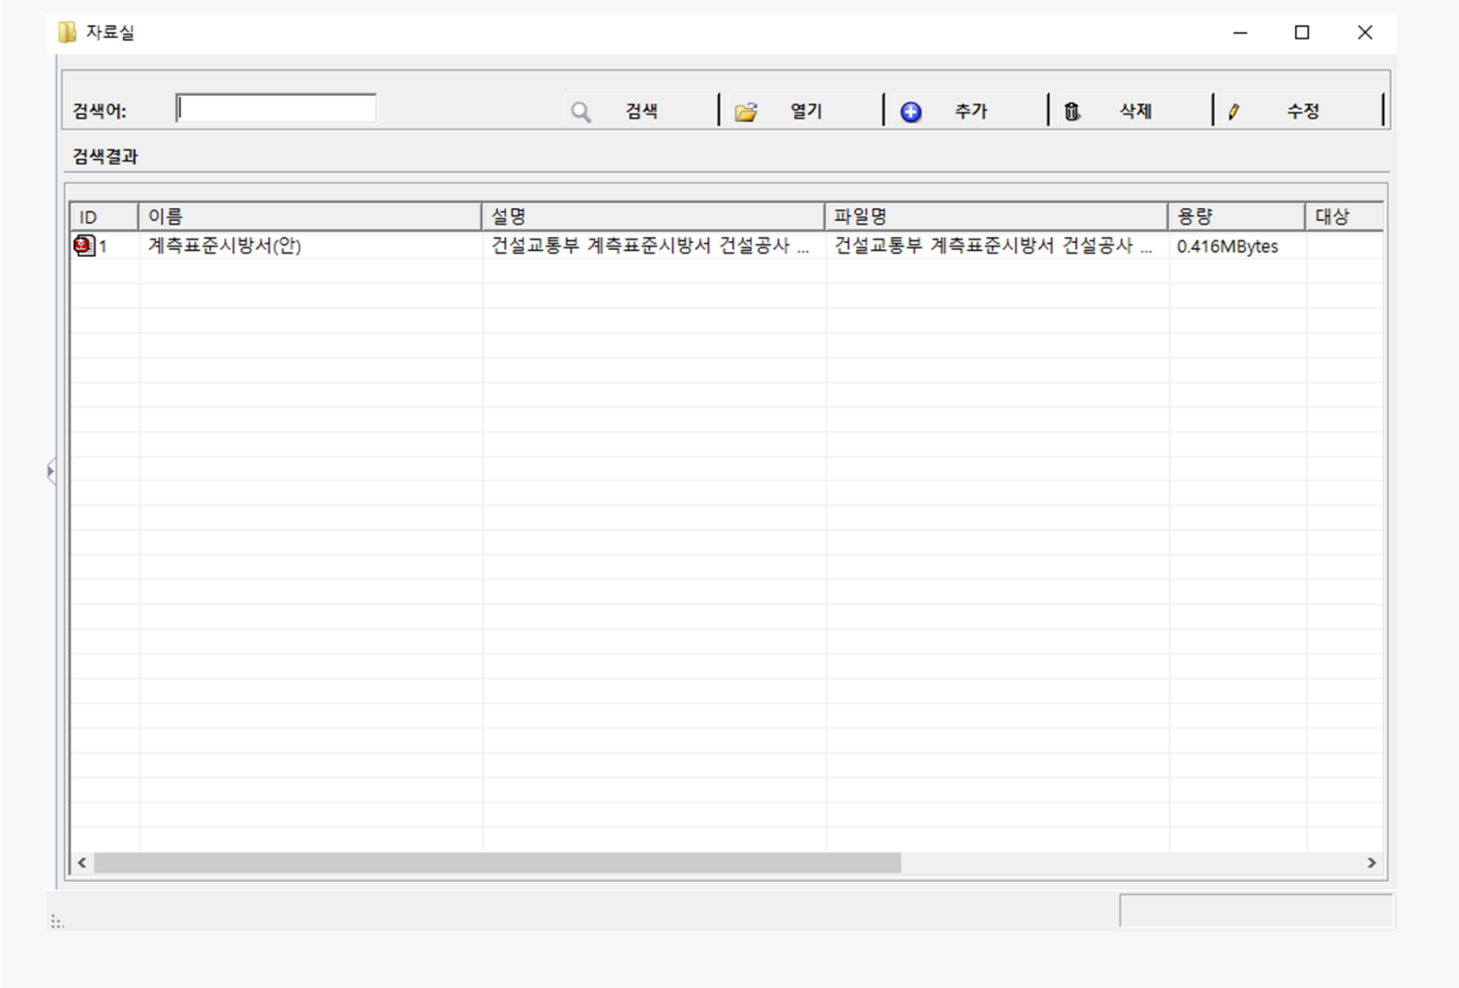 자료실
검색어: 검색 열기 추가 삭제 수정
검색결과
ID 이름 설명 파일명 용량 대상
1 계측표준시방서(안) 건설교통부 계측표준시방서 건설공사 ... 건설교통부 계측표준시방서 건설공사 ... 0.416MBytes